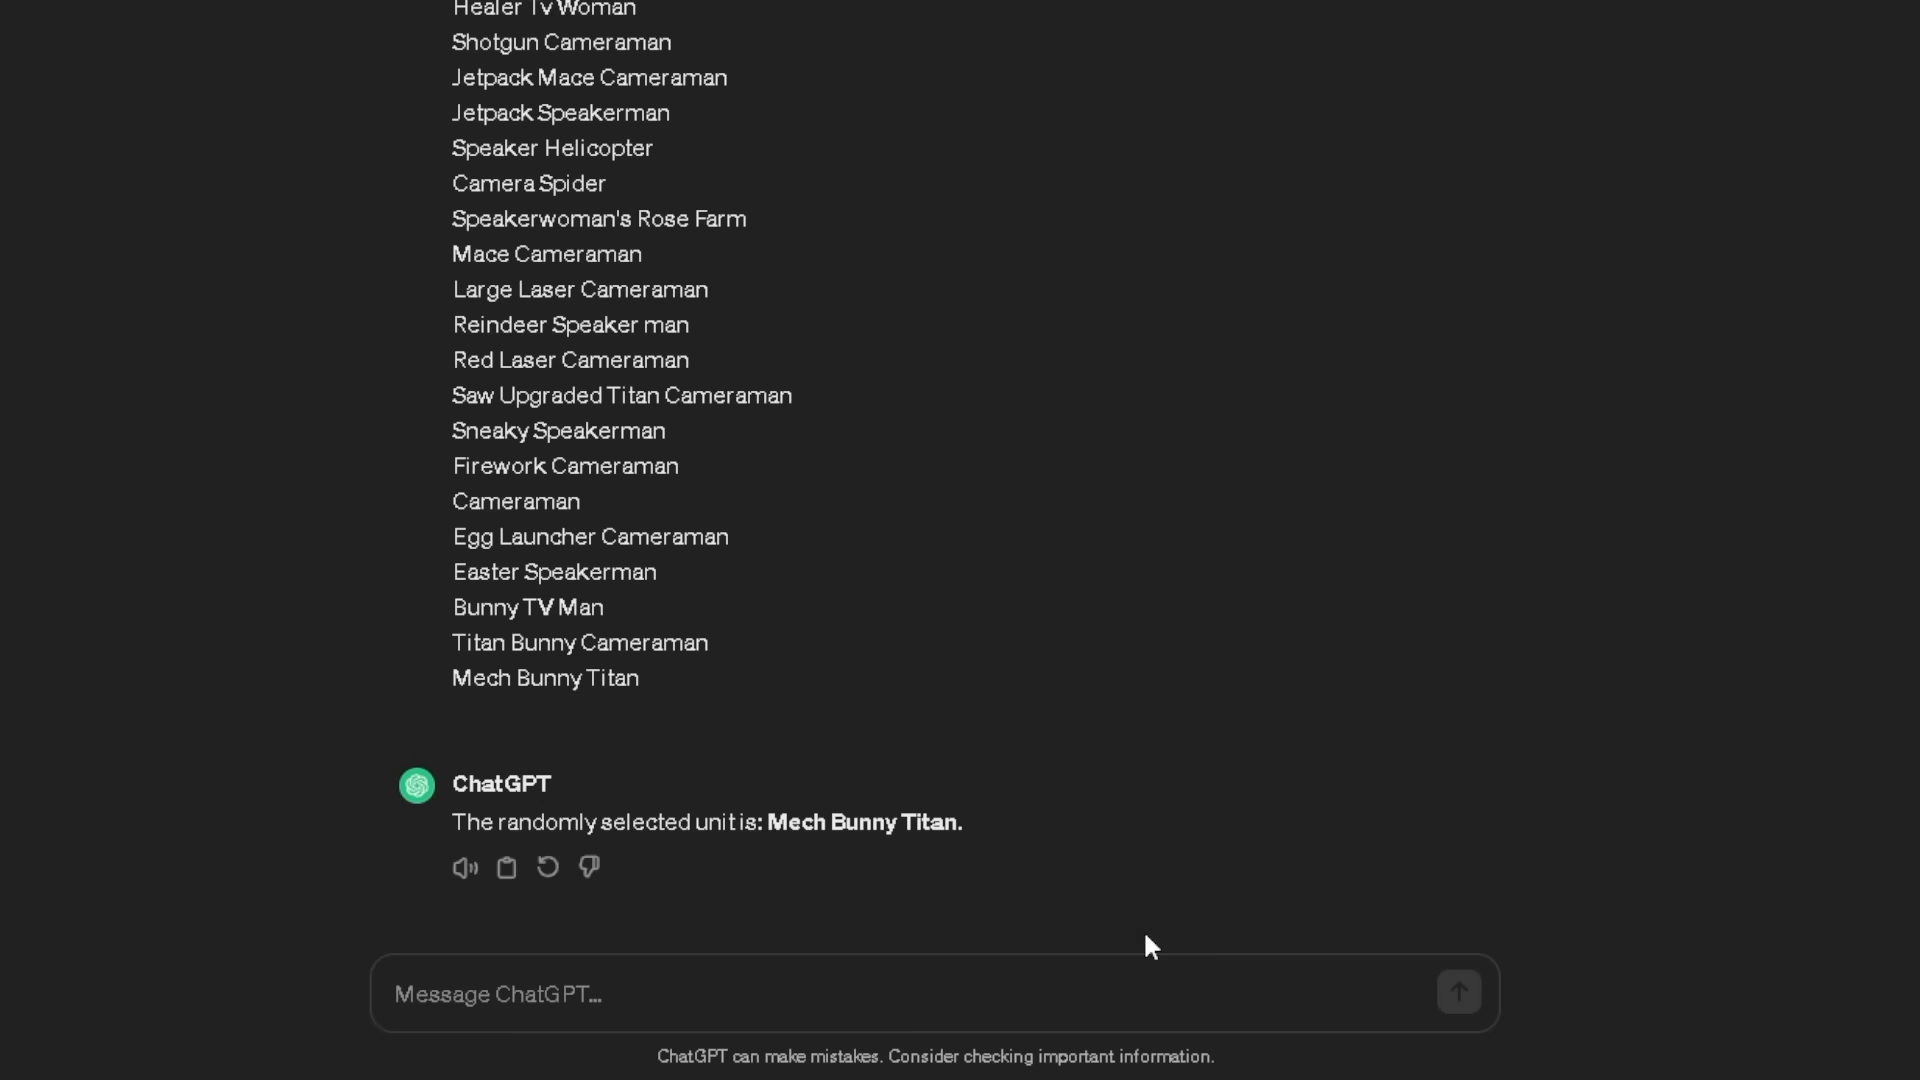 Healer Tv Woman
Shotgun Cameraman
Jetpack Mace Cameraman
Jetpack Speakerman
Speaker Helicopter
Camera Spider
Speakerwoman's Rose Farm
Mace Cameraman
Large Laser Cameraman
Reindeer Speaker man
Red Laser Cameraman
Saw Upgraded Titan Cameraman
Sneaky Speakerman
Firework Cameraman
Cameraman
Egg Launcher Cameraman
Easter Speakerman
Bunny TV Man
Titan Bunny Cameraman
Mech Bunny Titan
ChatGPT
The randomly selected unit is: Mech Bunny Titan.
Message ChatGPT...
ChatGPT can make mistakes. Consider checking important information.